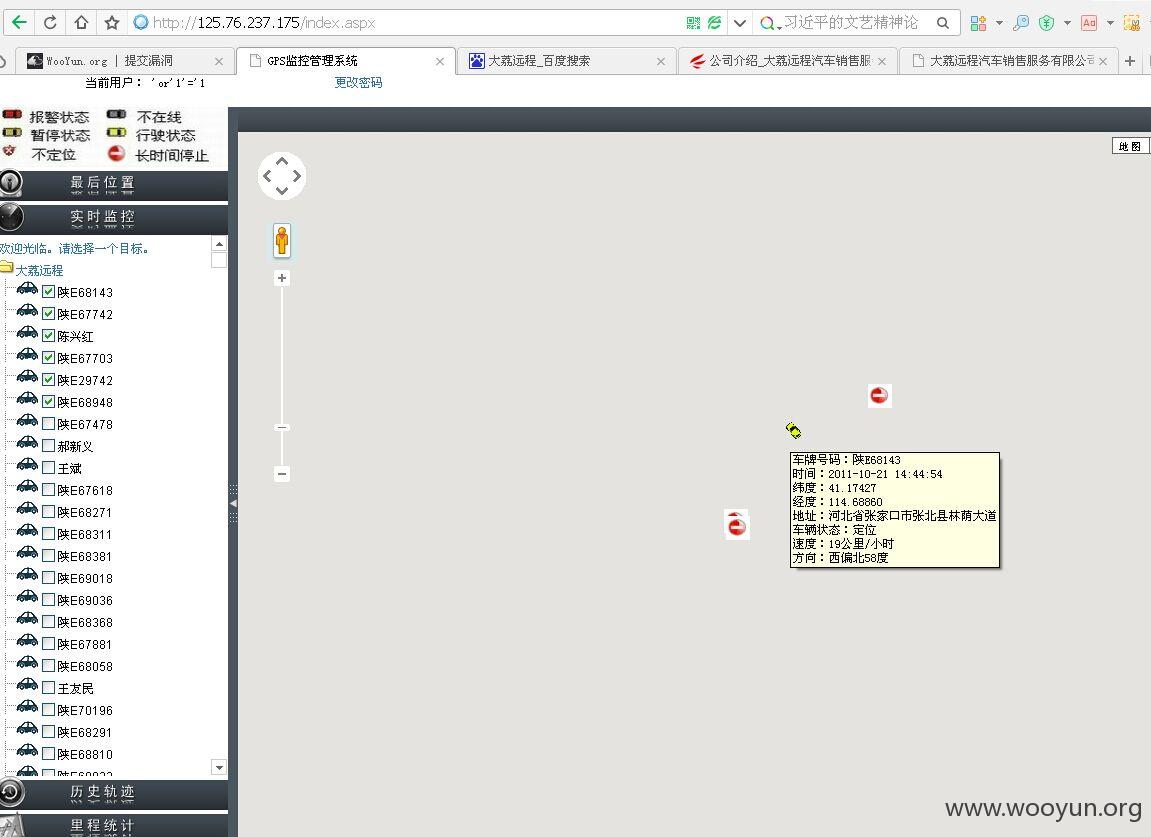 http://125.76.237.175/index.aspx
习近平的文艺精神论
WooYun.org | 提交漏洞
GPS监控管理系统
大荔远程_百度搜索
公司介绍_大荔远程汽车销售服
大荔远程汽车销售服务有限公司
当前用户： 'or'1'='1
更改密码
报警状态 不在线
暂停状态 行驶状态
不定位 长时间停止
地图
最后位置
实时监控
欢迎光临。请选择一个目标。
大荔远程
陕E68143
陕E67742
陈兴红
陕E67703
陕E29742
陕E68948
陕E67478
郝新义
王斌
陕E67618
陕E68271
陕E68311
陕E68381
陕E69018
陕E69036
陕E68368
陕E67881
陕E68058
王友民
陕E70196
陕E68291
陕E68810
历史轨迹
里程统计
车牌号码：陕E68143
时间：2011-10-21 14:44:54
纬度：41.17427
经度：114.68860
地址：河北省张家口市张北县林荫大道
车辆状态：定位
速度：19公里/小时
方向：西偏北58度
www.wooyun.org